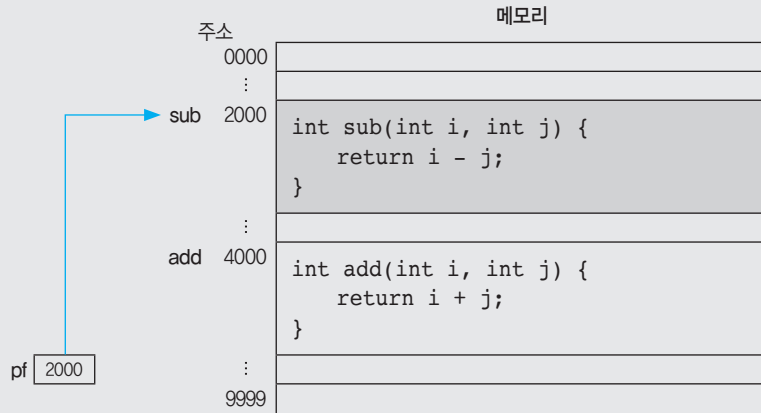 메모리
주소
0000
⋮
sub 2000
int sub(int i, int j) {
return i - j;
}
⋮
add 4000
int add(int i, int j) {
return i + j;
}
pf 2000
⋮
9999